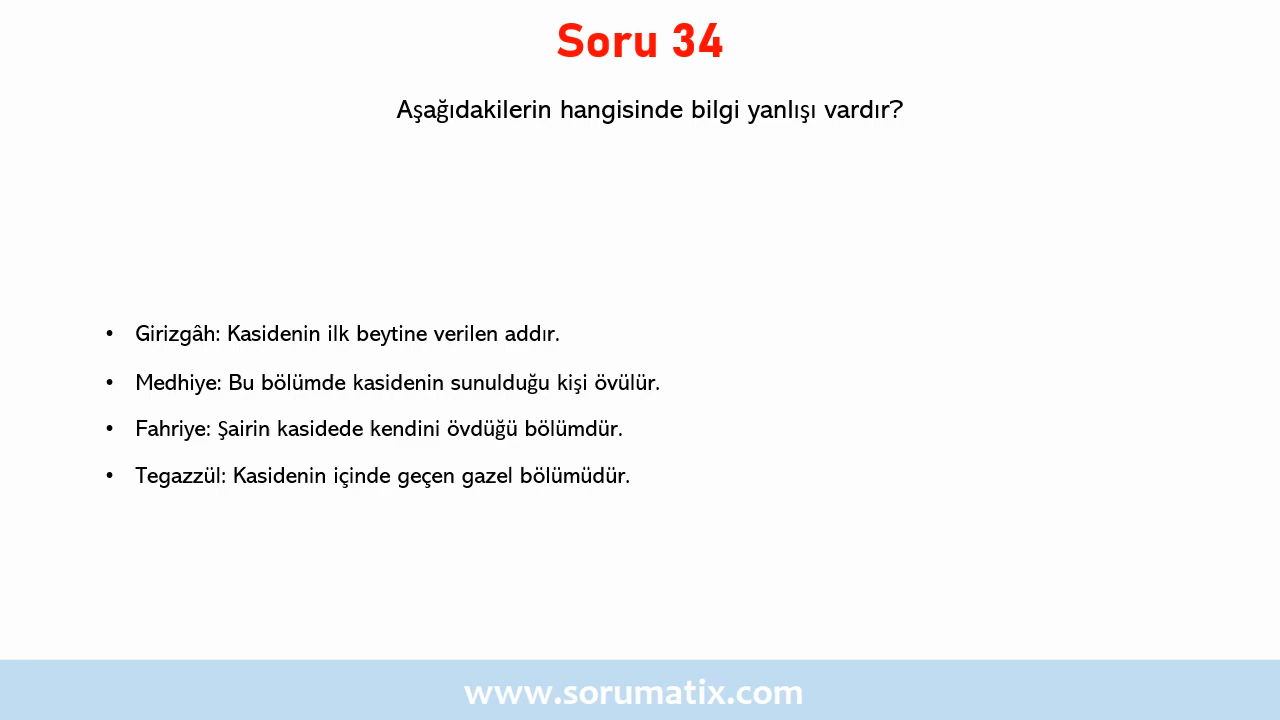 Soru 34
Aşağıdakilerin hangisinde bilgi yanlışı vardır?
• Girizgâh: Kasidenin ilk beytine verilen addır.
• Medhiye: Bu bölümde kasidenin sunulduğu kişi övülür.
• Fahriye: Şairin kasidede kendini övdüğü bölümdür.
• Tegazzül: Kasidenin içinde geçen gazel bölümüdür.
www.sorumatix.com